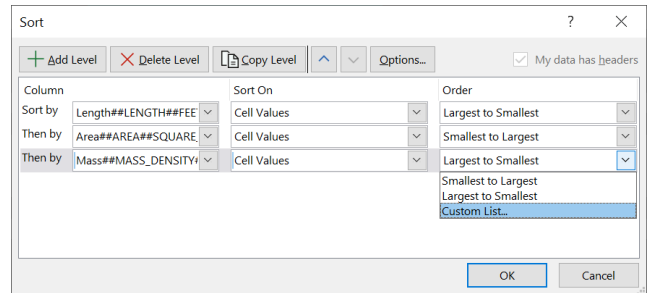 Sort ? ×
Add Level Delete Level Copy Level Options... My data has headers
Column Sort On Order
Sort by Length##LENGTH##FEE Cell Values Largest to Smallest
Then by Area##AREA##SQUARE_ Cell Values Smallest to Largest
Then by Mass##MASS_DENSITY# Cell Values Largest to Smallest
Smallest to Largest
Largest to Smallest
Custom List...
OK Cancel